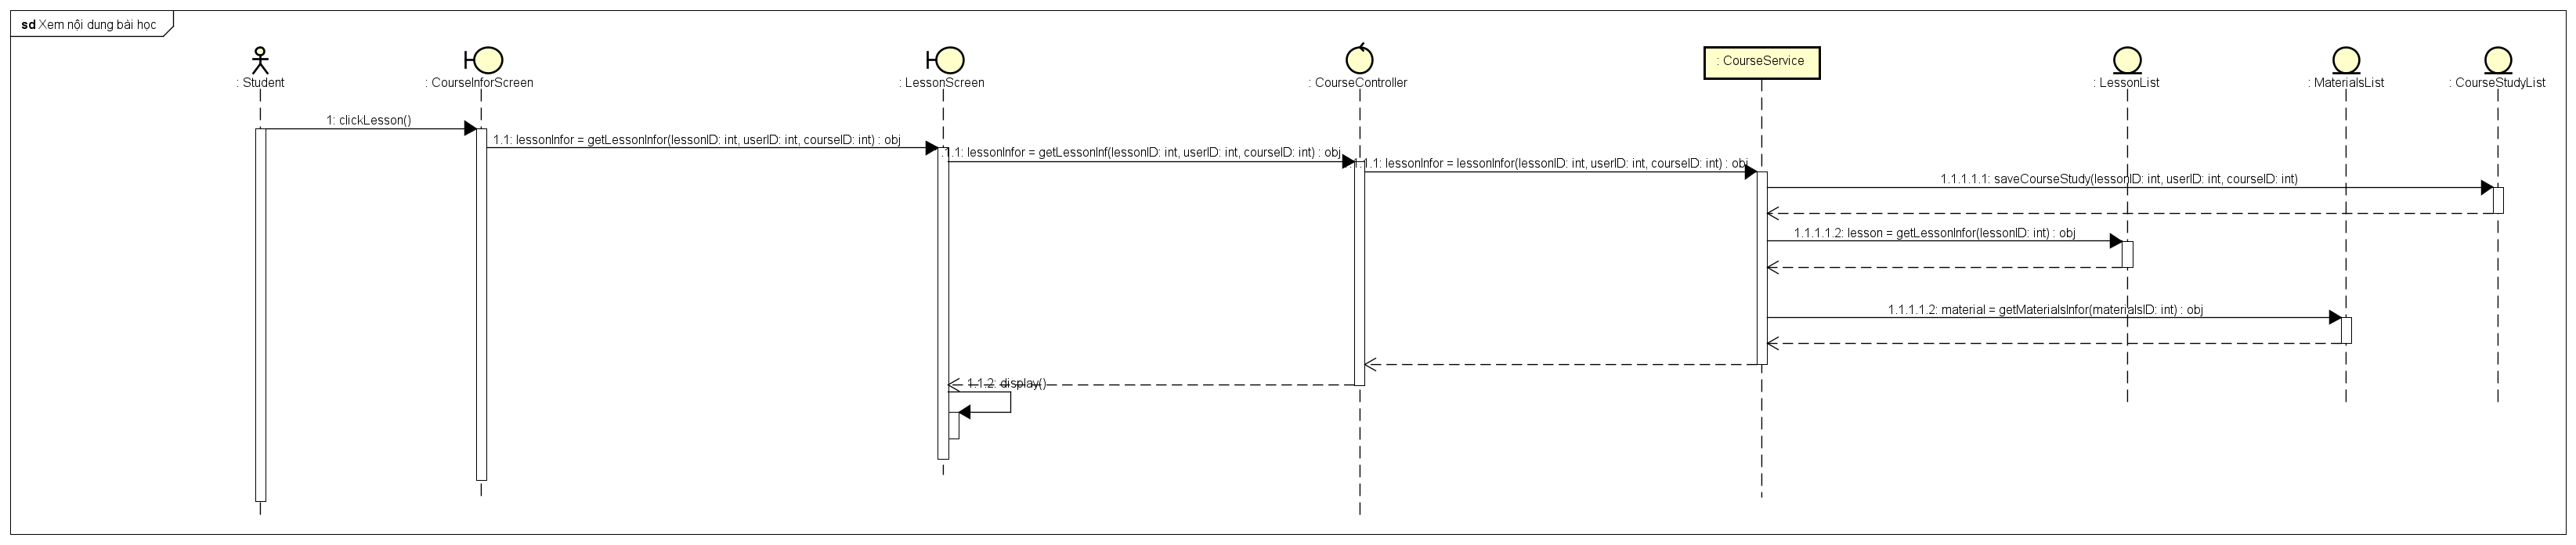 sd Xem nội dung bài học
: Student
: CourseInforScreen
: LessonScreen
: CourseController
: CourseService
: LessonList
: MaterialsList
: CourseStudyList
1: clickLesson()
1.1: lessonInfor = getLessonInfor(lessonID: int, userID: int, courseID: int) : obj
1.1.1: lessonInfor = getLessonInf(lessonID: int, userID: int, courseID: int) : obj
1.1.1.1: lessonInfor = lessonInfor(lessonID: int, userID: int, courseID: int) : obj
1.1.1.1.1: saveCourseStudy(lessonID: int, userID: int, courseID: int)
1.1.1.1.2: lesson = getLessonInfor(lessonID: int) : obj
1.1.1.1.2: material = getMaterialsInfor(materialsID: int) : obj
1.1.2: display()